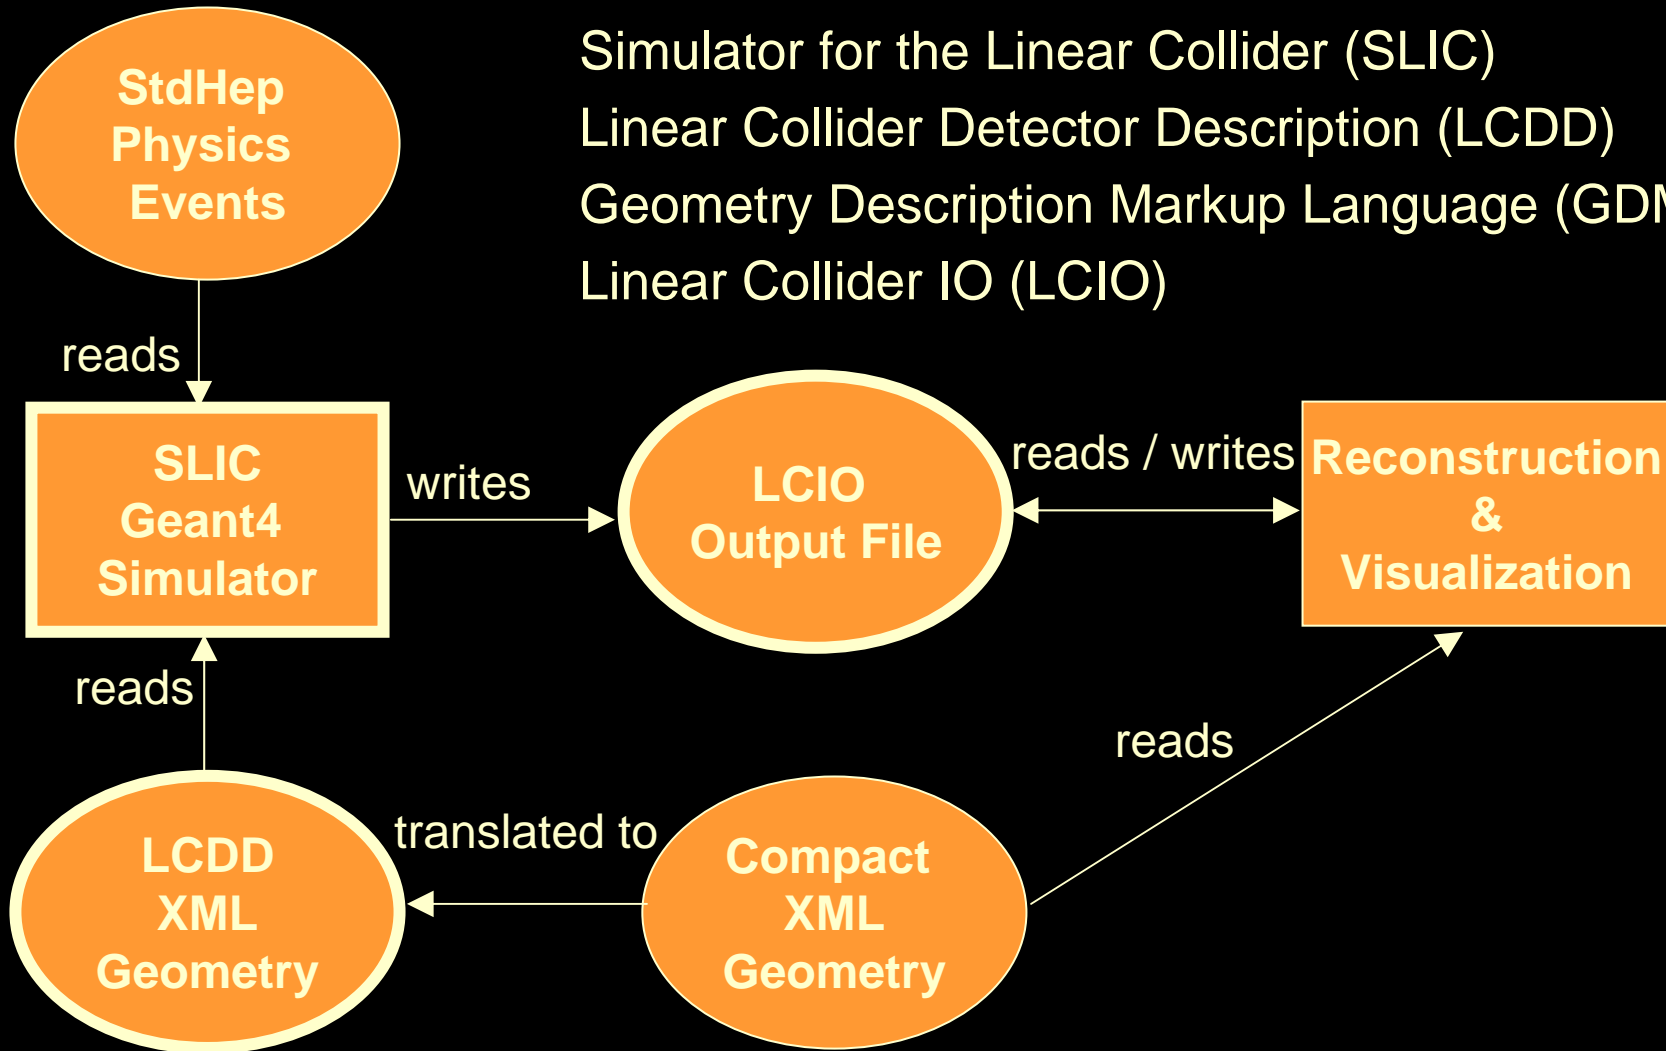 StdHep
Physics
Events
Simulator for the Linear Collider (SLIC)
Linear Collider Detector Description (LCDD)
Geometry Description Markup Language (GDM
Linear Collider IO (LCIO)
reads
SLIC
Geant4
Simulator
writes
LCIO
Output File
reads / writes
Reconstruction
&
Visualization
reads
reads
LCDD
XML
Geometry
translated to
Compact
XML
Geometry